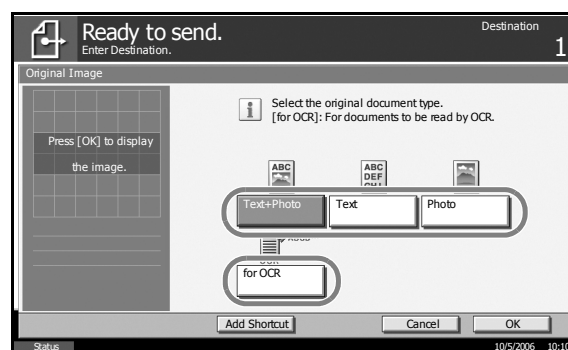 Ready to send.
Enter Destination.
Destination
1
Original Image
Select the original document type.
[for OCR]: For documents to be read by OCR.
Press [OK] to display
the image.
ABC
ABC
DEF
Text+Photo
Text
Photo
for OCR
Add Shortcut
Cancel
OK
Status
10/5/2006 10:10